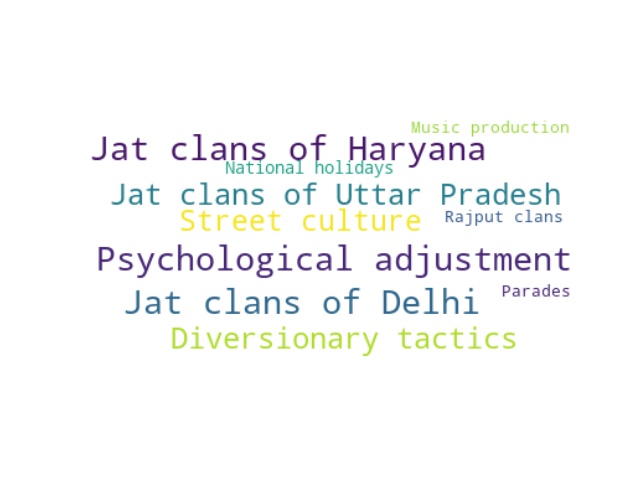 Music production
Jat clans of Haryana
National holidays
Jat clans of Uttar Pradesh
Street culture
Rajput clans
Psychological adjustment
Parades
Jat clans of Delhi
Diversionary tactics